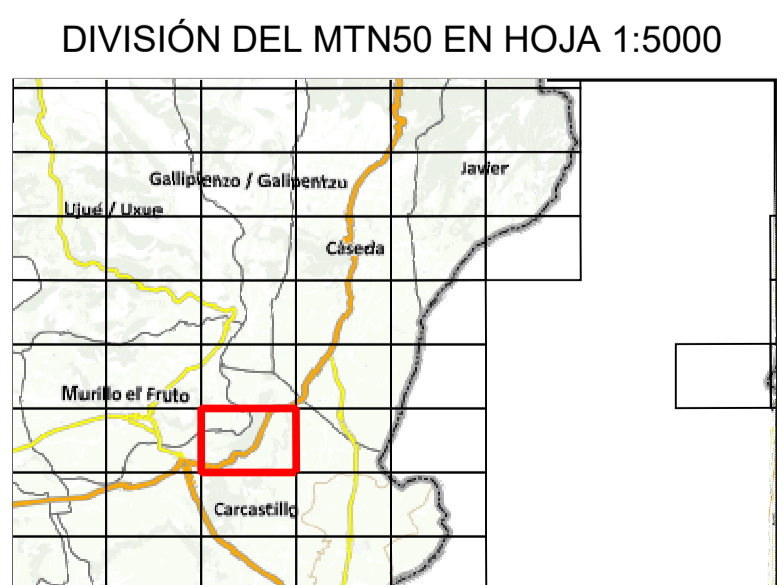 DIVISIÓN DEL MTN50 EN HOJA 1:5000
Javier
Gallipienzo / Galipentzu
Ujué / Uxue
Cáseda
Murillo el Fruto
Carcastillo